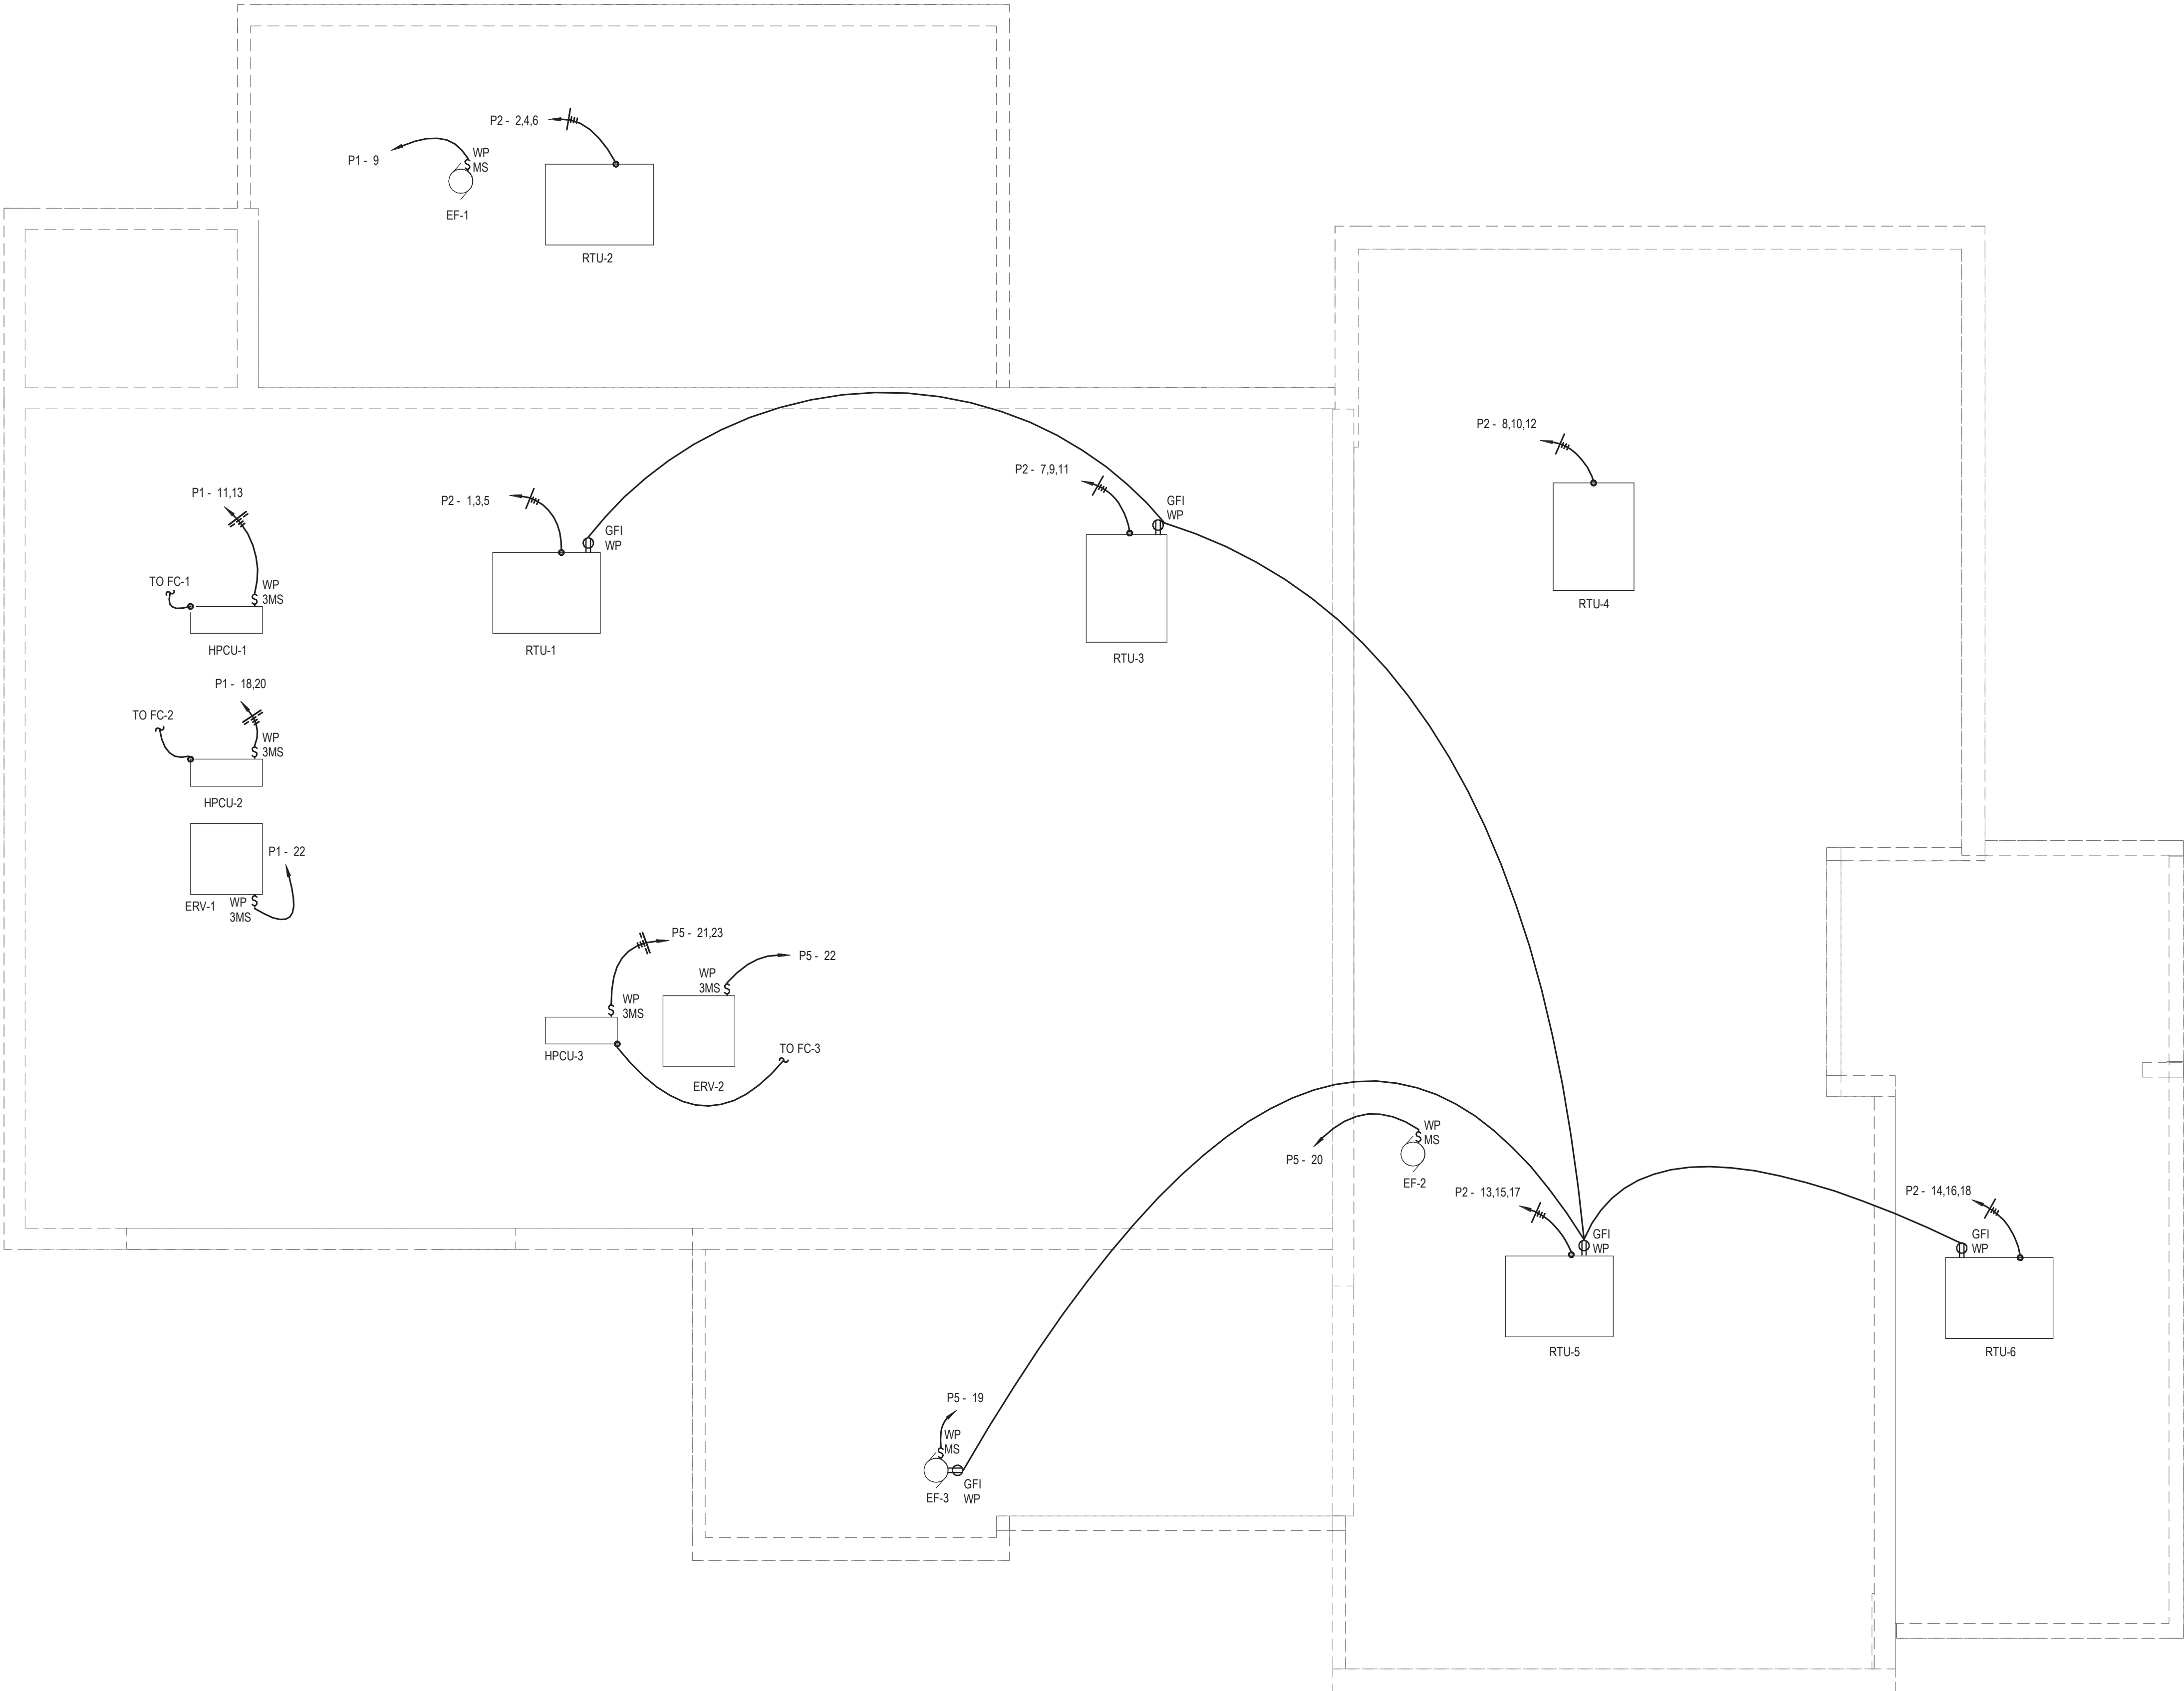 P2 - 2,4,6
P1 - 9
WP
MS
EF-1
RTU-2
P2 - 8,10,12
RTU-4
P1 - 11,13
P2 - 1,3,5
GFI
WP
P2 - 7,9,11
GFI
WP
TO FC-1
WP
3MS
HPCU-1
RTU-1
RTU-3
P1 - 18,20
TO FC-2
WP
3MS
HPCU-2
P1 - 22
ERV-1
WP
3MS
P5 - 21,23
P5 - 22
WP
3MS
WP
3MS
HPCU-3
TO FC-3
ERV-2
WP
MS
P5 - 20
EF-2
P2 - 13,15,17
GFI
WP
RTU-5
P2 - 14,16,18
GFI
WP
RTU-6
P5 - 19
WP
MS
GFI
WP
EF-3